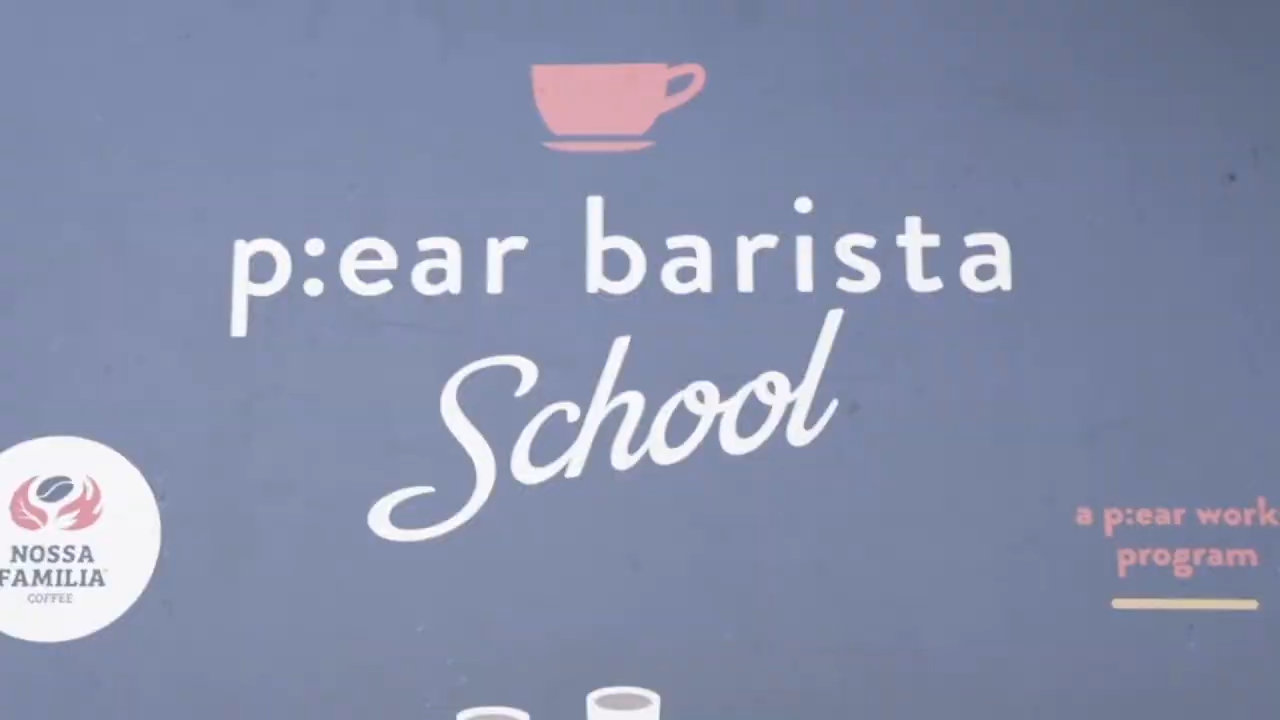 p:ear barista
School
NOSSA
FAMILIA
COFFEE
a p:ear work
program